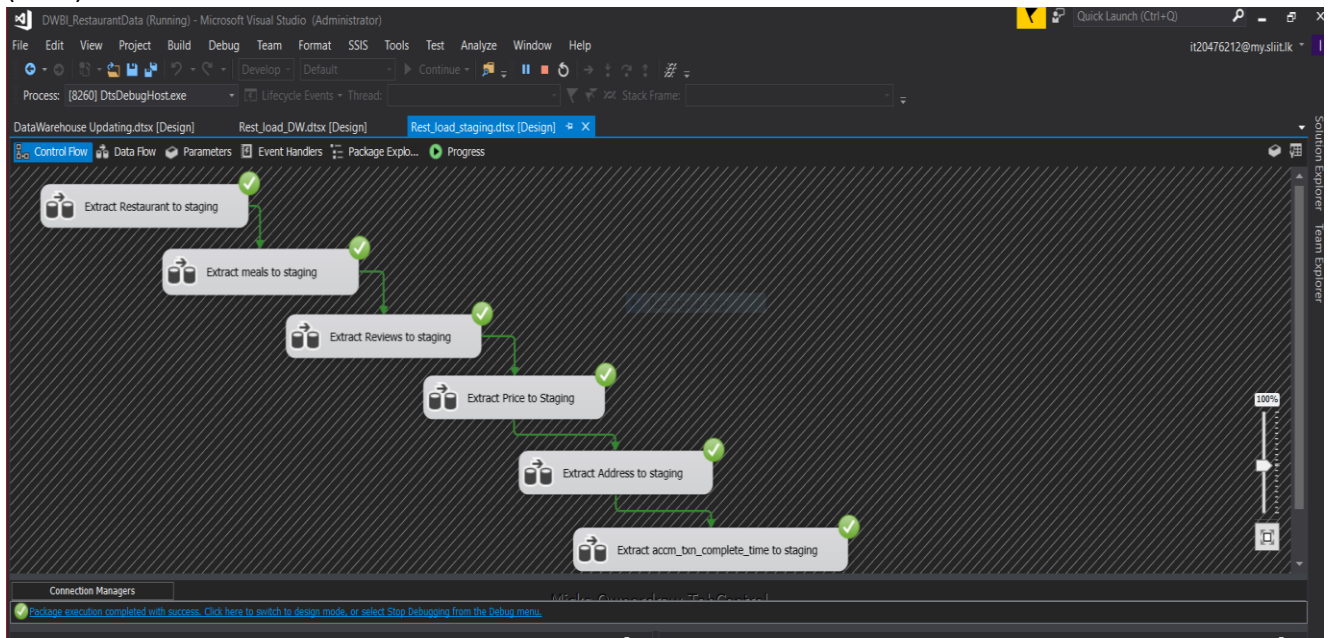 DWBI_RestaurantData (Running) - Microsoft Visual Studio (Administrator)
Quick Launch (Ctrl+Q)
File Edit View Project Build Debug Team Format SSIS Tools Test Analyze Window Help
it20476212@my.sliit.lk
Develop Default Continue
Process: [8260] DtsDebugHost.exe Lifecycle Events Thread: Stack Frame:
DataWarehouse Updating.dtsx [Design] Rest_load_DW.dtsx [Design] Rest_load_staging.dtsx [Design]
Control Flow Data Flow Parameters Event Handlers Package Explo... Progress
Solution Explorer
Team Explorer
Extract Restaurant to staging
Extract meals to staging
Extract Reviews to staging
Extract Price to Staging
100%
Extract Address to staging
Extract accm_txn_complete_time to staging
Connection Managers
Package execution completed with success. Click here to switch to design mode, or select Stop Debugging from the Debug menu.